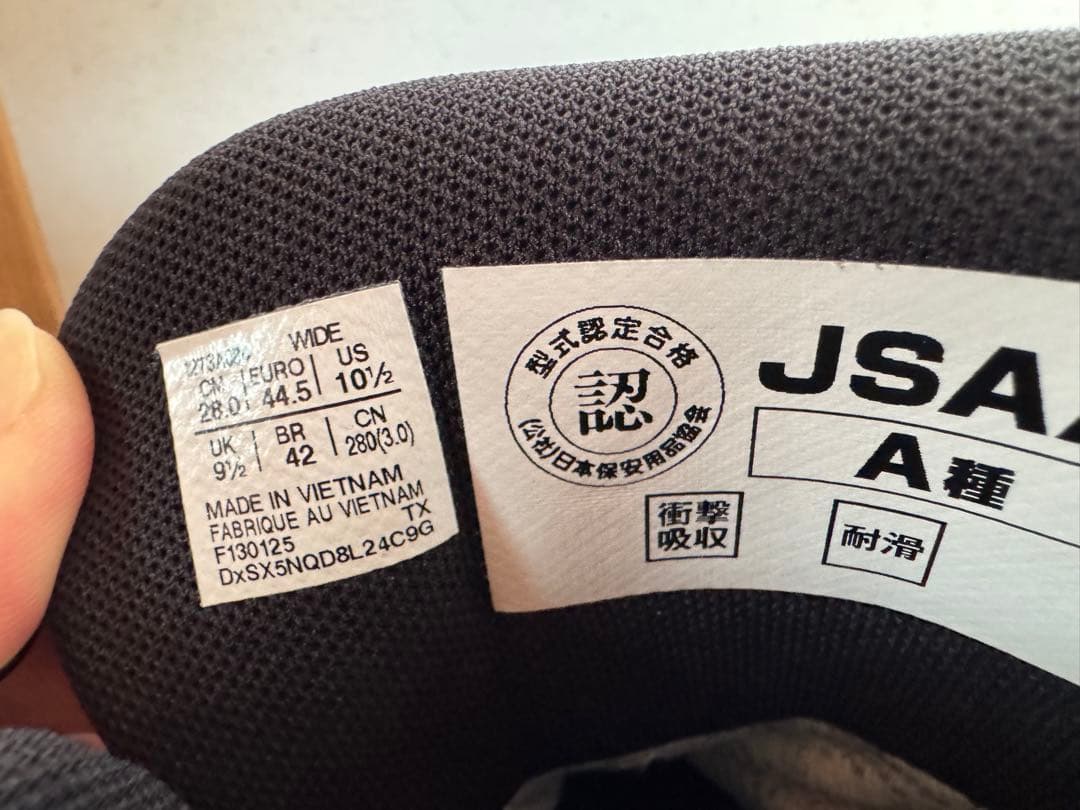 WIDE
CM | EURO | US
28.0 | 44.5 | 10½
UK | BR | CN
9½ | 42 | 280(3.0)
MADE IN VIETNAM
FABRIQUE AU VIETNAM
TX
F130125
DxSX5NQD8L24C9G
型式認定合格
認
(公社)日本保安用品協会
JSAA
A種
衝撃
吸収
耐滑